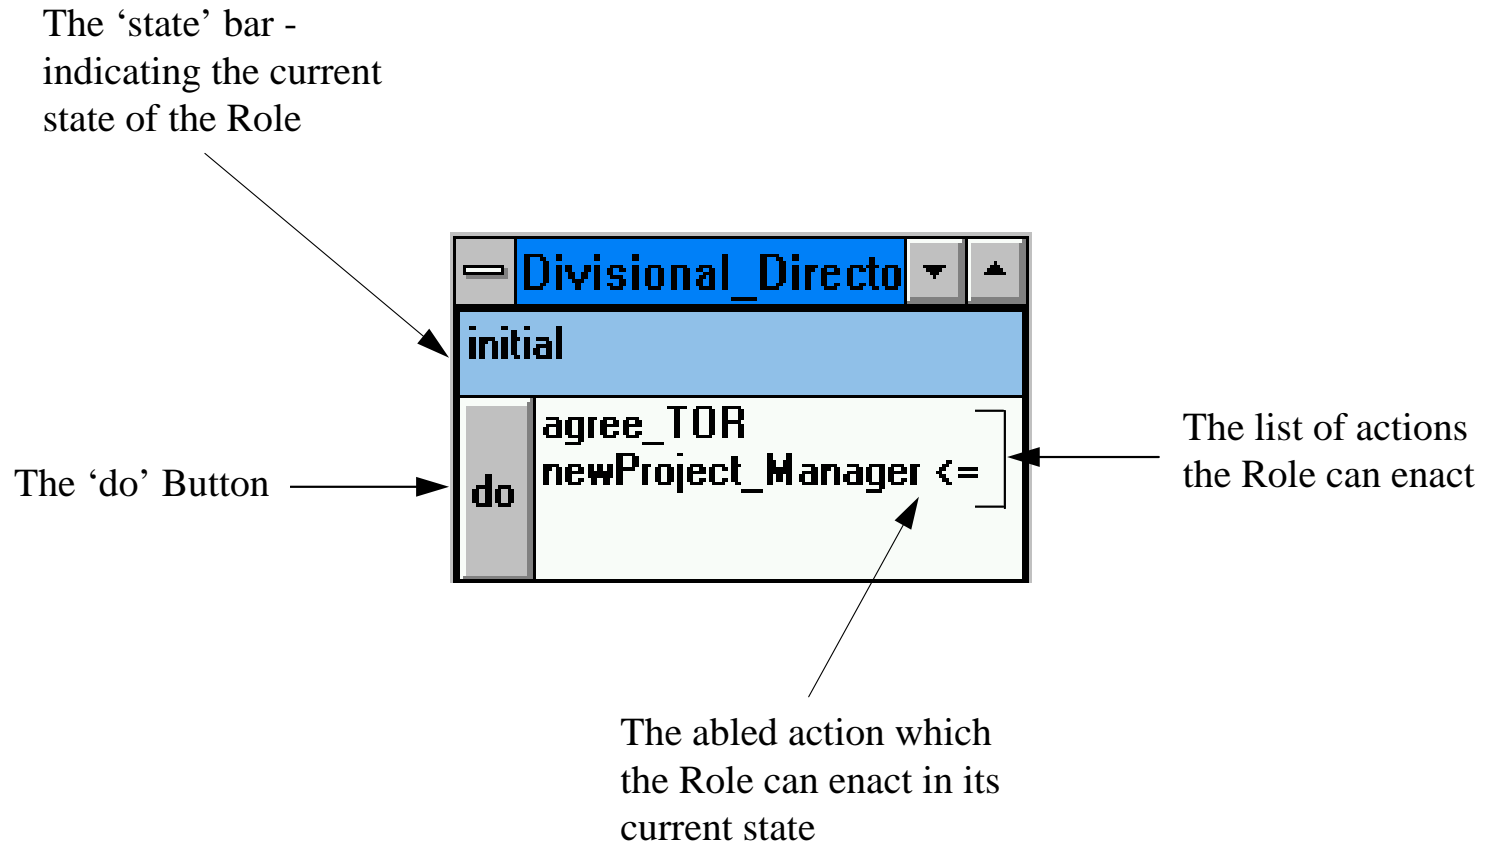 The ‘state’ bar -
indicating the current
state of the Role
Divisional_Directo
initial
do
agree_TOR
newProject_Manager <=
The ‘do’ Button
The list of actions
the Role can enact
The abled action which
the Role can enact in its
current state